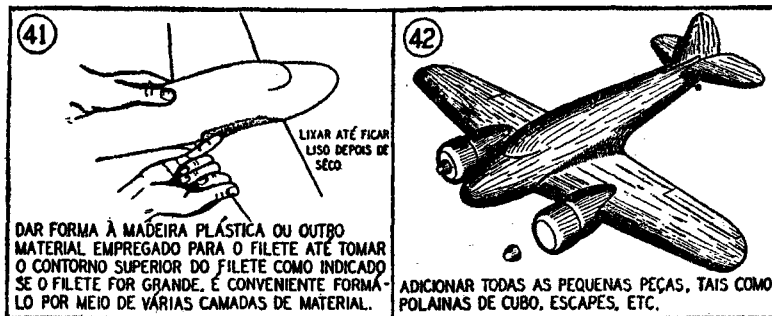 41
LIXAR ATÉ FICAR
LISO DEPOIS DE
SÊCO.
DAR FORMA À MADEIRA PLÁSTICA OU OUTRO
MATERIAL EMPREGADO PARA O FILETE ATÉ TOMAR
O CONTORNO SUPERIOR DO FILETE COMO INDICADO
SE O FILETE FOR GRANDE, É CONVENIENTE FORMÁ-
LO POR MEIO DE VÁRIAS CAMADAS DE MATERIAL.
42
ADICIONAR TODAS AS PEQUENAS PEÇAS, TAIS COMO
POLAINAS DE CUBO, ESCAPES, ETC.